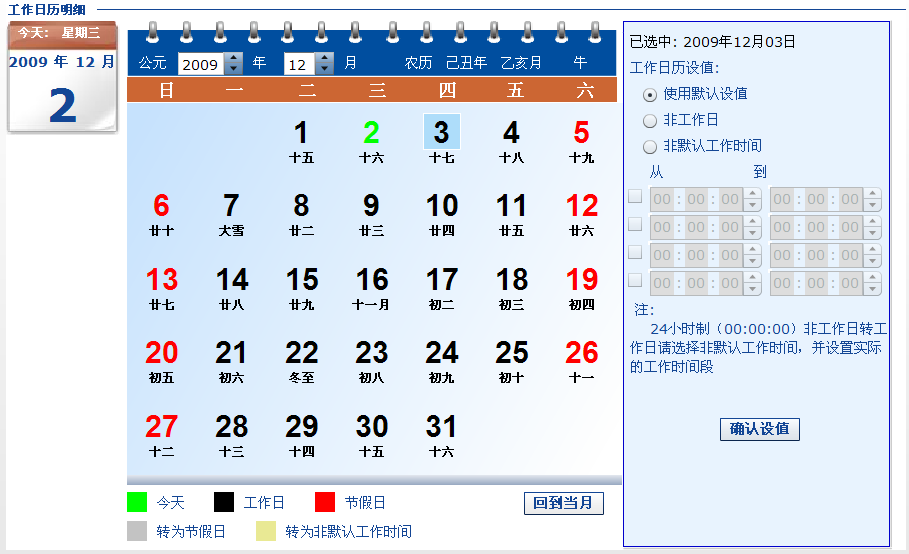 工作日历明细
今天： 星期三
2009 年 12 月
2
公元 2009 年 12 月 农历 己丑年 乙亥月 牛
日 一 二 三 四 五 六
1 2 3 4 5
十五 十六 十七 十八 十九
6 7 8 9 10 11 12
廿十 大雪 廿二 廿三 廿四 廿五 廿六
13 14 15 16 17 18 19
廿七 廿八 廿九 十一月 初二 初三 初四
20 21 22 23 24 25 26
初五 初六 冬至 初八 初九 初十 十一
27 28 29 30 31
十二 十三 十四 十五 十六
今天 工作日 节假日 回到当月
转为节假日 转为非默认工作时间
已选中: 2009年12月03日
工作日历设值:
使用默认设值
非工作日
非默认工作时间
从 到
00 : 00 : 00 00 : 00 : 00
00 : 00 : 00 00 : 00 : 00
00 : 00 : 00 00 : 00 : 00
00 : 00 : 00 00 : 00 : 00
注:
24小时制（00:00:00）非工作日转工
作日请选择非默认工作时间，并设置实际
的工作时间段
确认设值